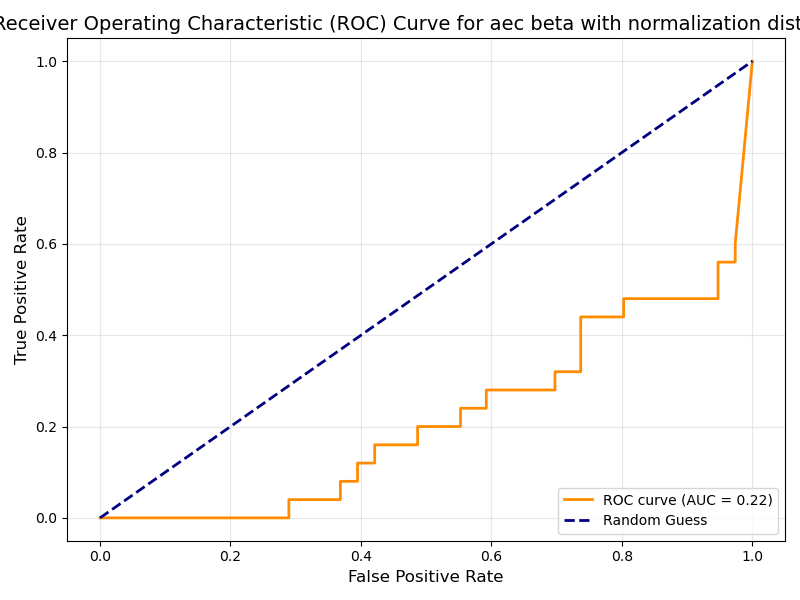 Receiver Operating Characteristic (ROC) Curve for aec beta with normalization dist
1.0
0.8
0.6
0.4
0.2
0.0
True Positive Rate
0.0 0.2 0.4 0.6 0.8 1.0
False Positive Rate
ROC curve (AUC = 0.22)
Random Guess